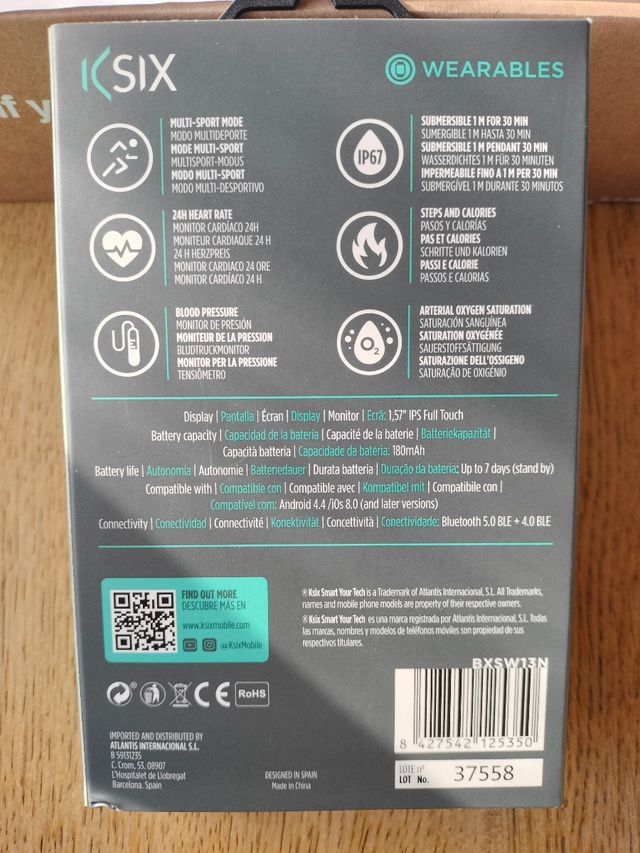 if y
KSIX
WEARABLES
MULTI-SPORT MODE
MODO MULTIDEPORTE
MODE MULTI-SPORT
MULTISPORT-MODUS
MODO MULTI-SPORT
MODO MULTI-DESPORTIVO
IP67
SUBMERSIBLE 1 M FOR 30 MIN
SUMERGIBLE 1 M HASTA 30 MIN
SUBMERSIBLE 1 M PENDANT 30 MIN
WASSERDICHTES 1 M FÜR 30 MINUTEN
IMPERMEABILE FINO A 1 M PER 30 MIN
SUBMERGÍVEL 1 M DURANTE 30 MINUTOS
24H HEART RATE
MONITOR CARDÍACO 24H
MONITEUR CARDIAQUE 24 H
24 H HERZPREIS
MONITOR CARDIACO 24 ORE
MONITOR CARDÍACO 24 H
STEPS AND CALORIES
PASOS Y CALORÍAS
PAS ET CALORIES
SCHRITTE UND KALORIEN
PASSI E CALORIE
PASSOS E CALORIAS
BLOOD PRESSURE
MONITOR DE PRESIÓN
MONITEUR DE LA PRESSION
BLUDTRUCKMONITOR
MONITOR PER LA PRESSIONE
TENSIÓMETRO
O2
ARTERIAL OXYGEN SATURATION
SATURACIÓN SANGUÍNEA
SATURATION OXYGÉNÉE
SAUERSTOFFSÄTTIGUNG
SATURAZIONE DELL'OSSIGENO
SATURAÇÃO DE OXIGÉNIO
Display | Pantalla | Écran | Display | Monitor | Ecrã: 1,57" IPS Full Touch
Battery capacity | Capacidad de la batería | Capacité de la batterie | Batteriekapazität |
Capacità batteria | Capacidade da bateria: 180mAh
Battery life | Autonomía | Autonomie | Batteriedauer | Durata batteria | Duração da bateria: Up to 7 days (stand by)
Compatible with | Compatible con | Compatible avec | Kompatibel mit | Compatibile con |
Compatível com: Android 4.4 /iOs 8.0 (and later versions)
Connectivity | Conectividad | Connectivité | Konektivität | Concettività | Conectividade: Bluetooth 5.0 BLE + 4.0 BLE
FIND OUT MORE
DESCUBRE MÁS EN
www.ksixmobile.com
@KsixMobile
® Ksix Smart Your Tech is a Trademark of Atlantis Internacional, S.L. All Trademarks,
names and mobile phone models are property of their respective owners.
® Ksix Smart Your Tech es una marca registrada por Atlantis Internacional, S.L. Todas
las marcas, nombres y modelos de teléfonos móviles son propiedad de sus
respectivos titulares.
BXSW13N
CE
RoHS
8 427542 125350
IMPORTED AND DISTRIBUTED BY
ATLANTIS INTERNACIONAL S.L.
B 59131235
C. Crom, 53. 08907
L'Hospitalet de Llobregat
Barcelona, Spain
DESIGNED IN SPAIN
Made in China
LOTE nº
LOT No. 37558